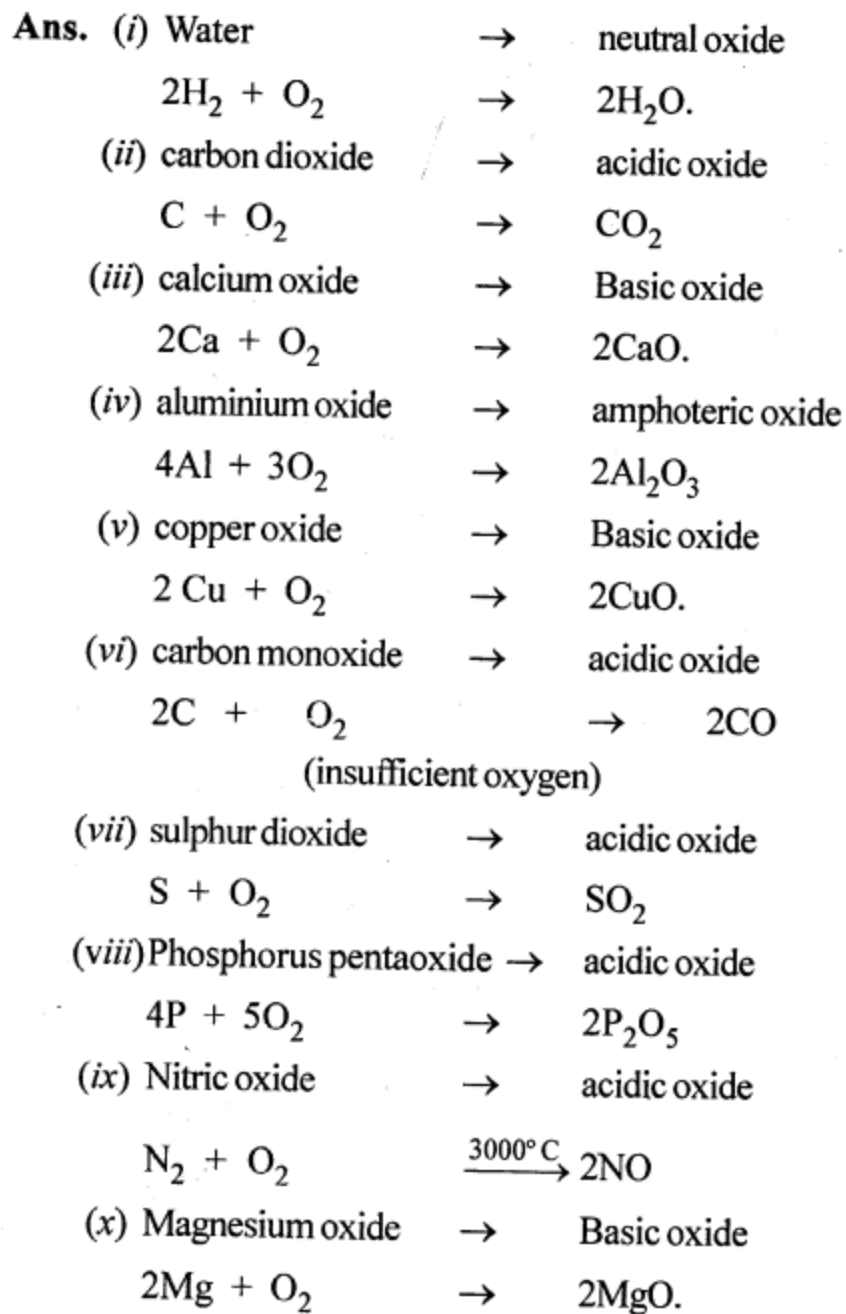 Ans. (i) Water → neutral oxide
2H₂ + O₂ → 2H₂O.
(ii) carbon dioxide → acidic oxide
C + O₂ → CO₂
(iii) calcium oxide → Basic oxide
2Ca + O₂ → 2CaO.
(iv) aluminium oxide → amphoteric oxide
4Al + 3O₂ → 2Al₂O₃
(v) copper oxide → Basic oxide
2 Cu + O₂ → 2CuO.
(vi) carbon monoxide → acidic oxide
2C + O₂ → 2CO
(insufficient oxygen)
(vii) sulphur dioxide → acidic oxide
S + O₂ → SO₂
(viii) Phosphorus pentaoxide → acidic oxide
4P + 5O₂ → 2P₂O₅
(ix) Nitric oxide → acidic oxide
N₂ + O₂ 3000° C→ 2NO
(x) Magnesium oxide → Basic oxide
2Mg + O₂ → 2MgO.